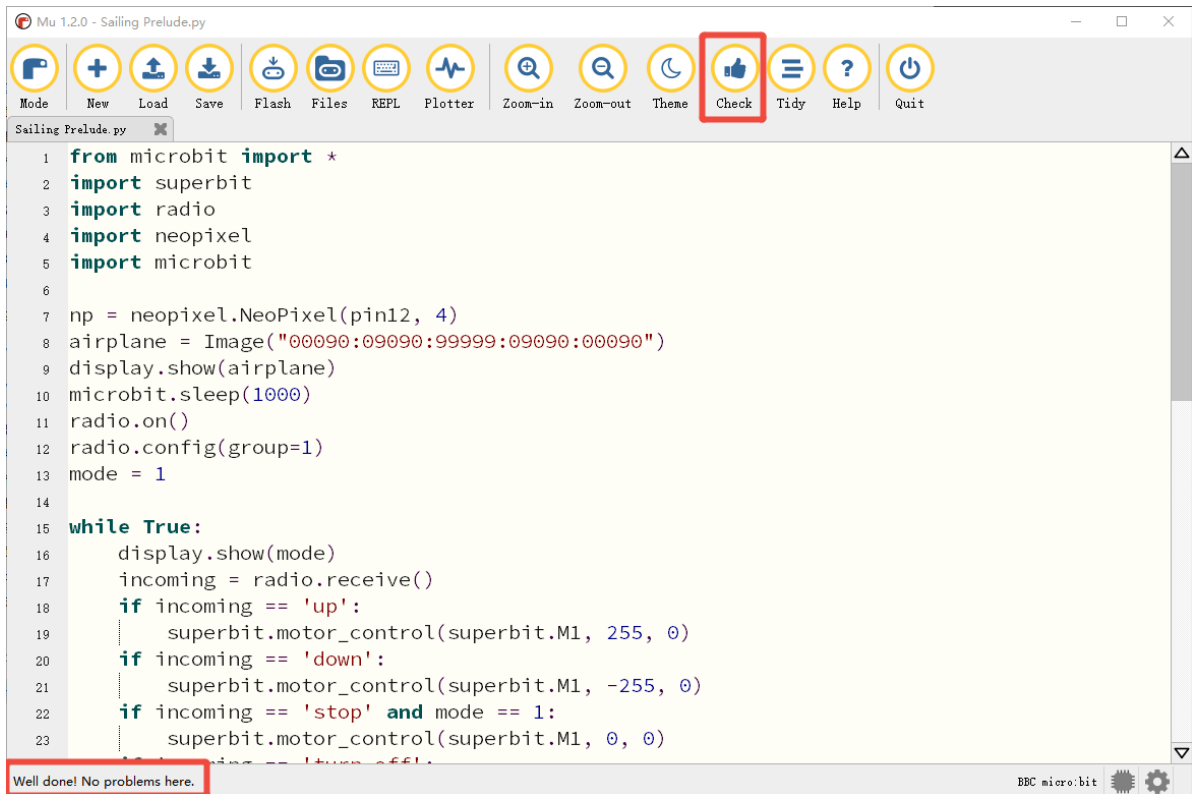 Mu 1.2.0 - Sailing Prelude.py
Mode New Load Save Flash Files REPL Plotter Zoom-in Zoom-out Theme Check Tidy Help Quit
Sailing Prelude.py
1 from microbit import *
2 import superbit
3 import radio
4 import neopixel
5 import microbit
6
7 np = neopixel.NeoPixel(pin12, 4)
8 airplane = Image("00090:09090:99999:09090:00090")
9 display.show(airplane)
10 microbit.sleep(1000)
11 radio.on()
12 radio.config(group=1)
13 mode = 1
14
15 while True:
16     display.show(mode)
17     incoming = radio.receive()
18     if incoming == 'up':
19         superbit.motor_control(superbit.M1, 255, 0)
20     if incoming == 'down':
21         superbit.motor_control(superbit.M1, -255, 0)
22     if incoming == 'stop' and mode == 1:
23         superbit.motor_control(superbit.M1, 0, 0)
Well done! No problems here.
BBC micro:bit